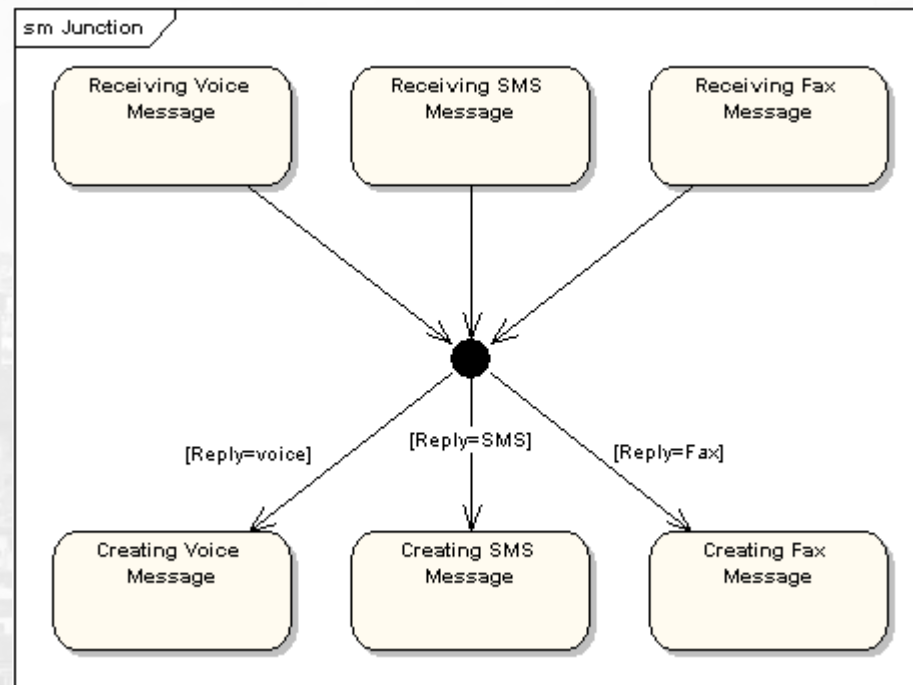 sm Junction
Receiving Voice
Message
Receiving SMS
Message
Receiving Fax
Message
[Reply=voice]
[Reply=SMS]
[Reply=Fax]
Creating Voice
Message
Creating SMS
Message
Creating Fax
Message